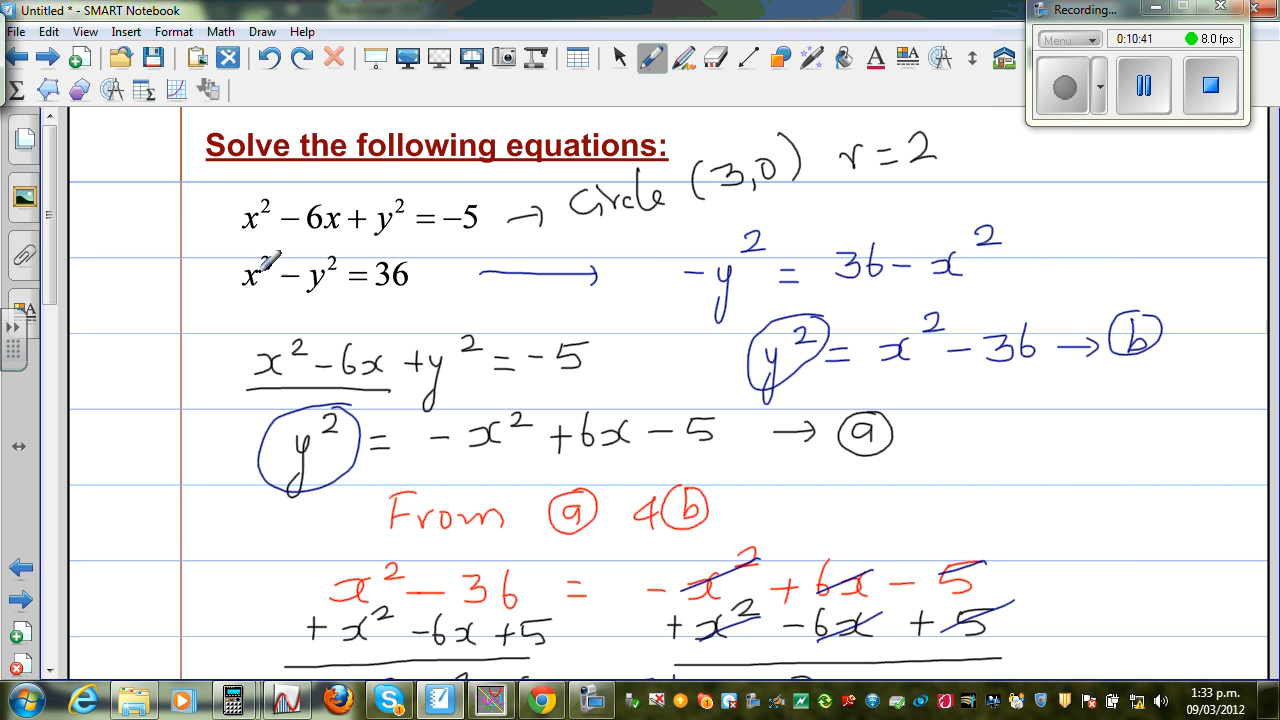 Untitled * - SMART Notebook
Recording...
File Edit View Insert Format Math Draw Help
Menu
0:10:41
8.0 fps
Solve the following equations:
x² − 6x + y² = −5 → Circle (3,0) r = 2
x² − y² = 36 → -y² = 36 - x²
y² = x² - 36 → b
x² - 6x + y² = -5
y² = - x² + 6x - 5 → a
From a & b
x² - 36 = - x² + 6x - 5
+ x² - 6x + 5 + x² - 6x + 5
1:33 p.m.
09/03/2012